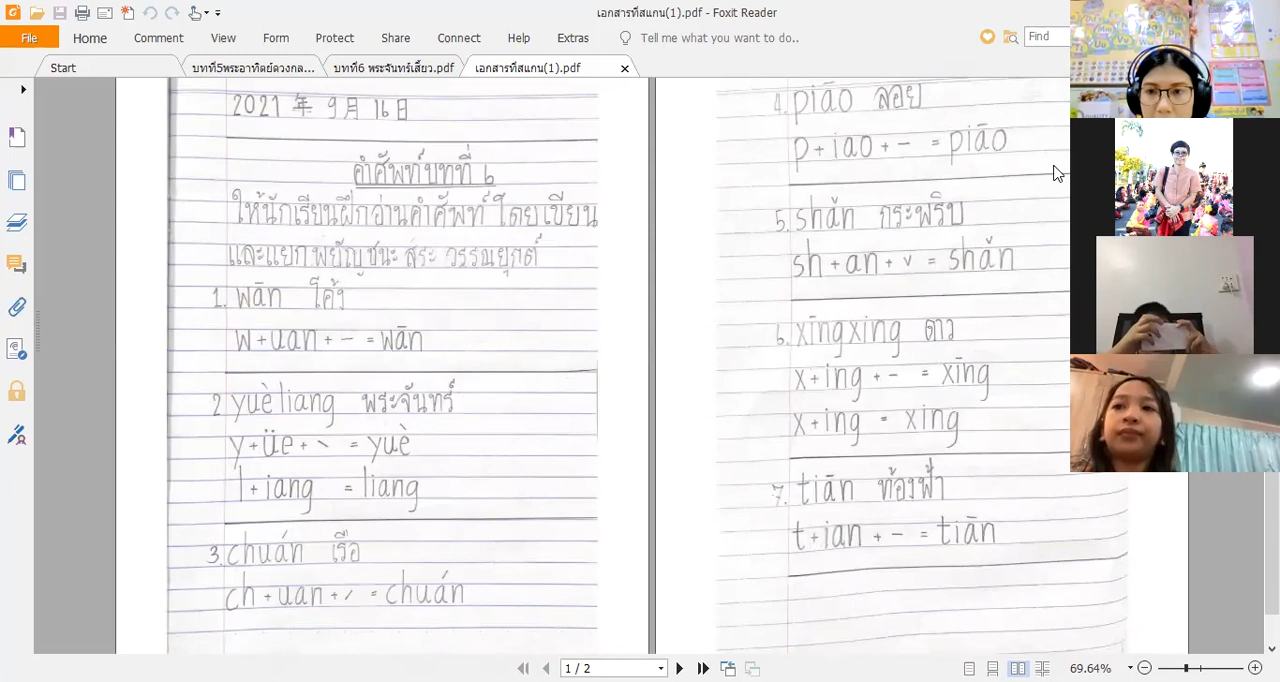 เอกสารที่สแกน(1).pdf - Foxit Reader
File Home Comment View Form Protect Share Connect Help Extras Tell me what you want to do.. Find
Start บทที่5พระอาทิตย์ดวงกล... บทที่6 พระจันทร์เสี้ยว.pdf เอกสารที่สแกน(1).pdf
2021 年 9月 16日
คำศัพท์บทที่ 6
ให้นักเรียนฝึกอ่านคำศัพท์ โดยเขียน
และแยกพยัญชนะ สระ วรรณยุกต์
1. wān โค้ง
w+uan + - = wān
2 yuèliang พระจันทร์
y+üe+ ˋ = yuè
l+iang = liang
3. chuán เรือ
ch+uan+ ˊ = chuán
4. piāo ลอย
p+iao + - = piāo
5. shǎn กระพริบ
sh+an+ v = shǎn
6. xīngxing ดาว
x+ing + - = xīng
x+ing = xing
7. tiān ท้องฟ้า
t+ian + - = tiān
1 / 2
69.64%